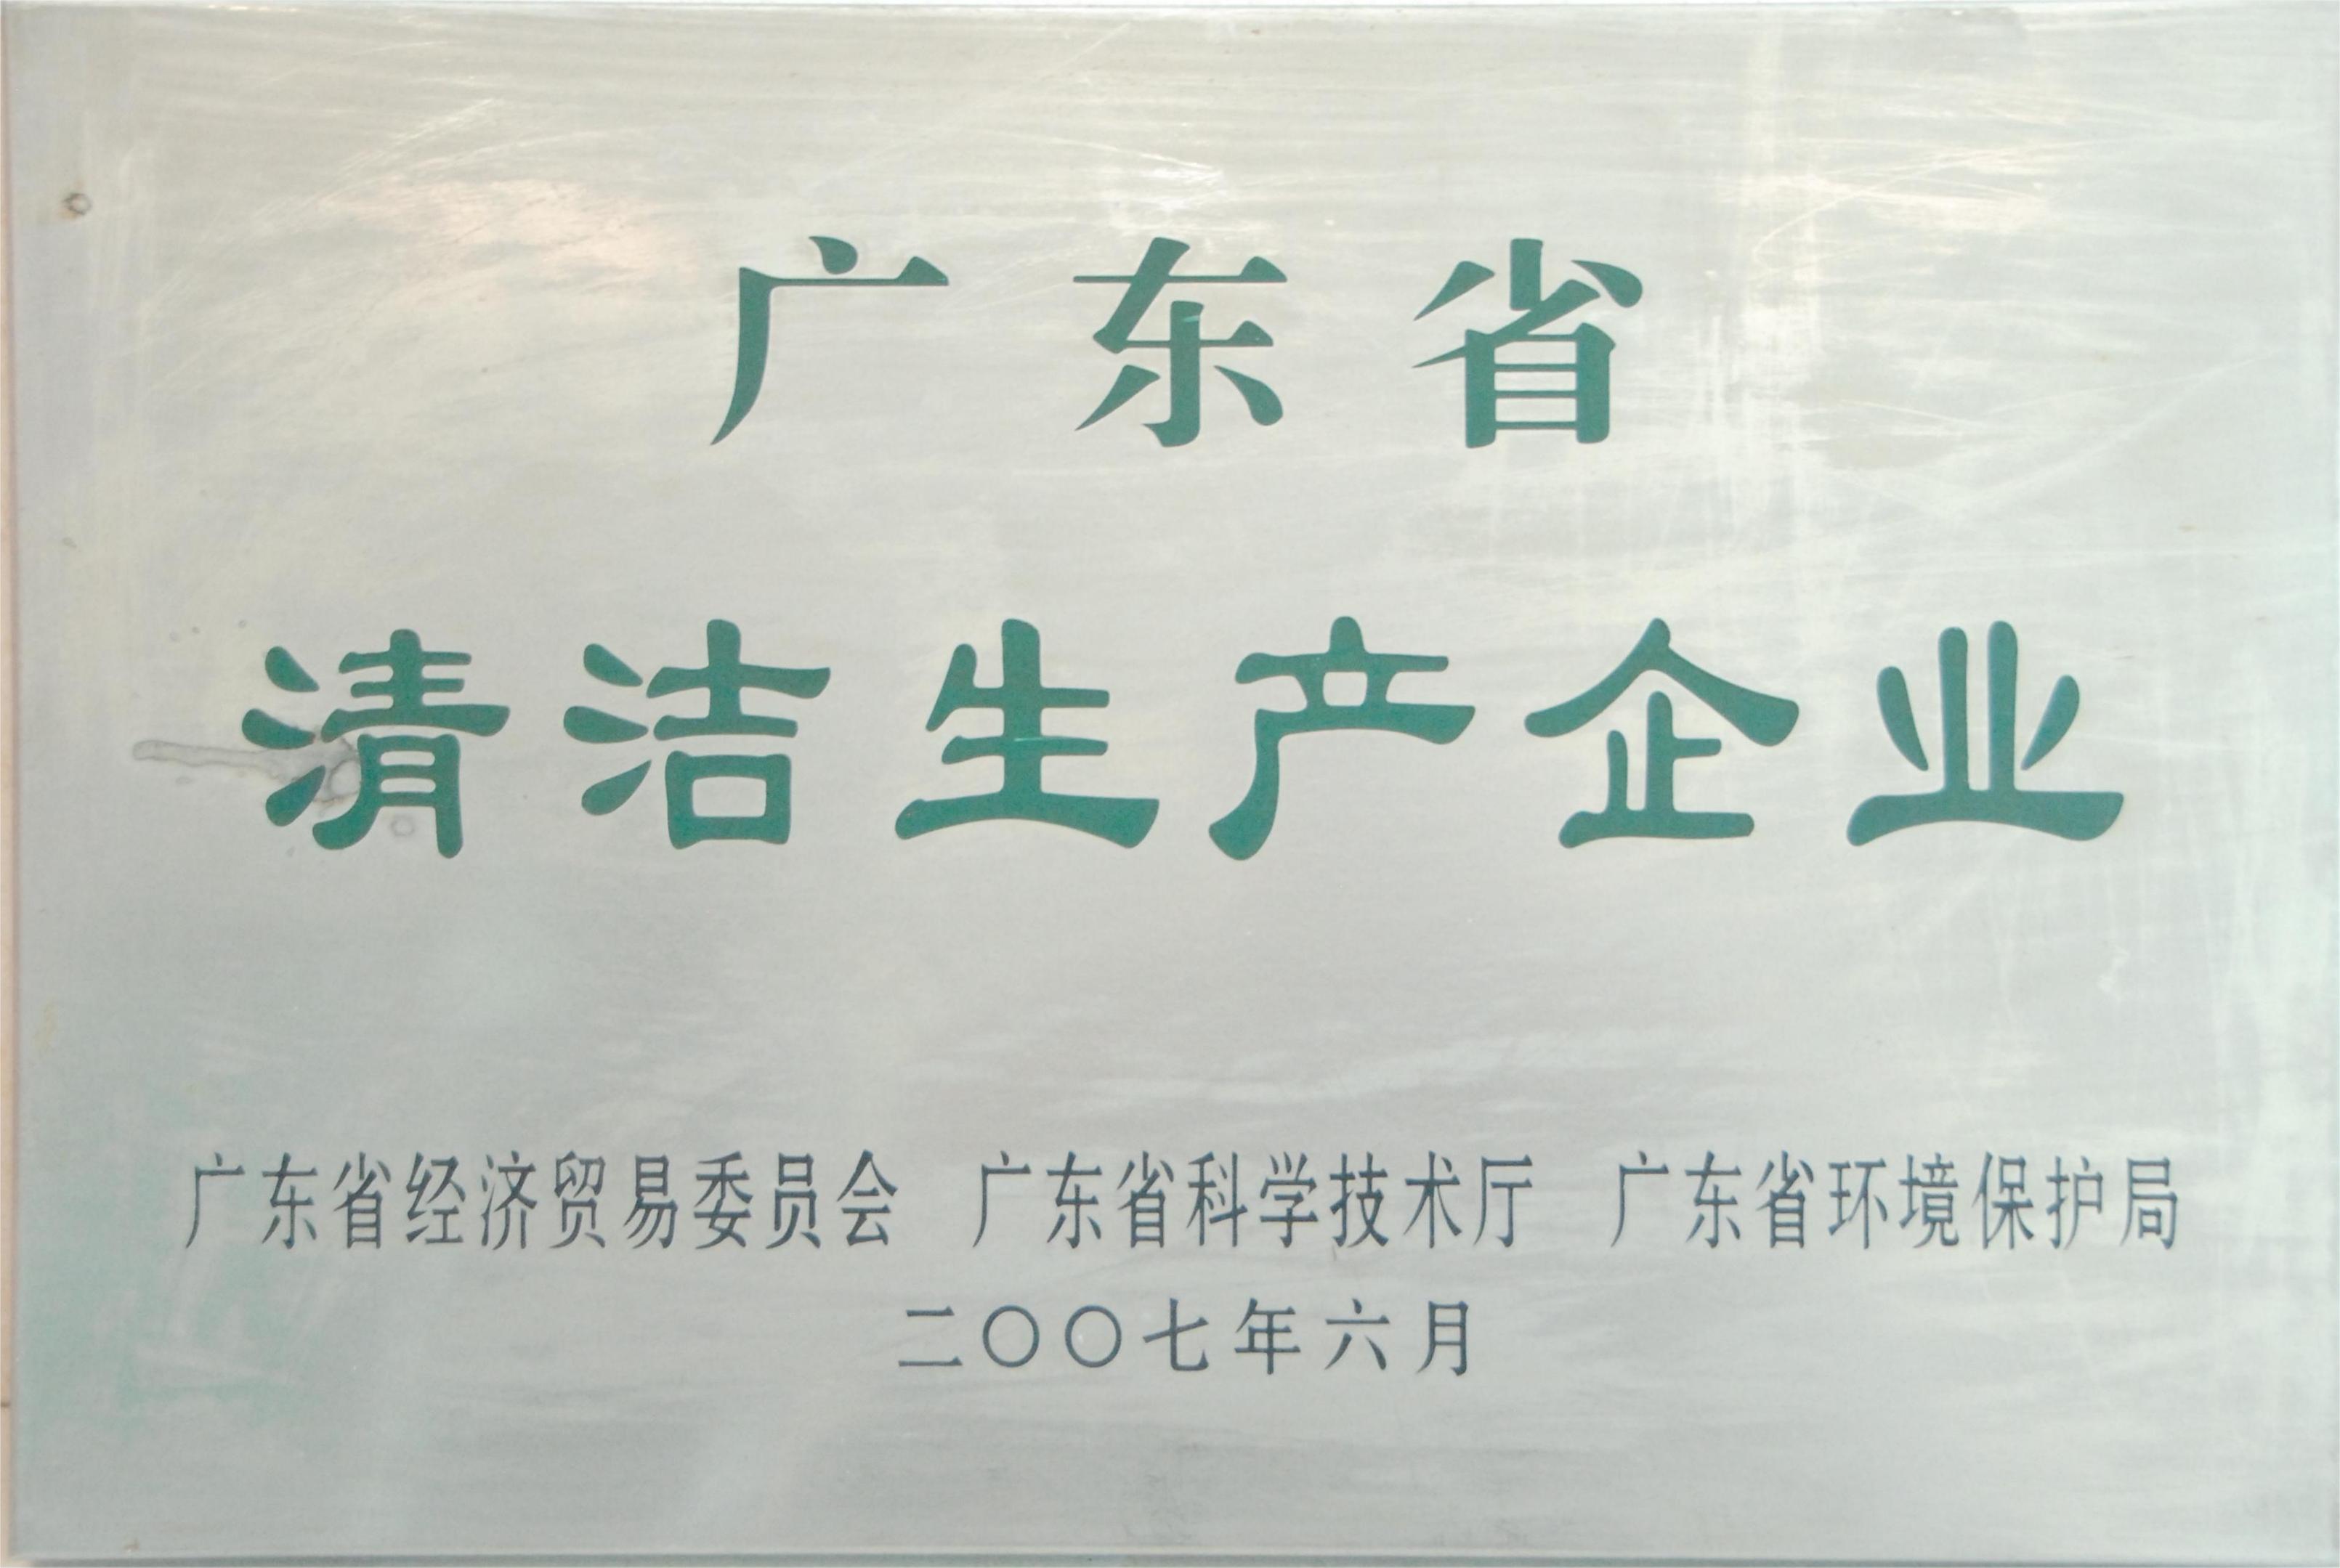 广东省
清洁生产企业
广东省经济贸易委员会 广东省科学技术厅 广东省环境保护局
二〇〇七年六月